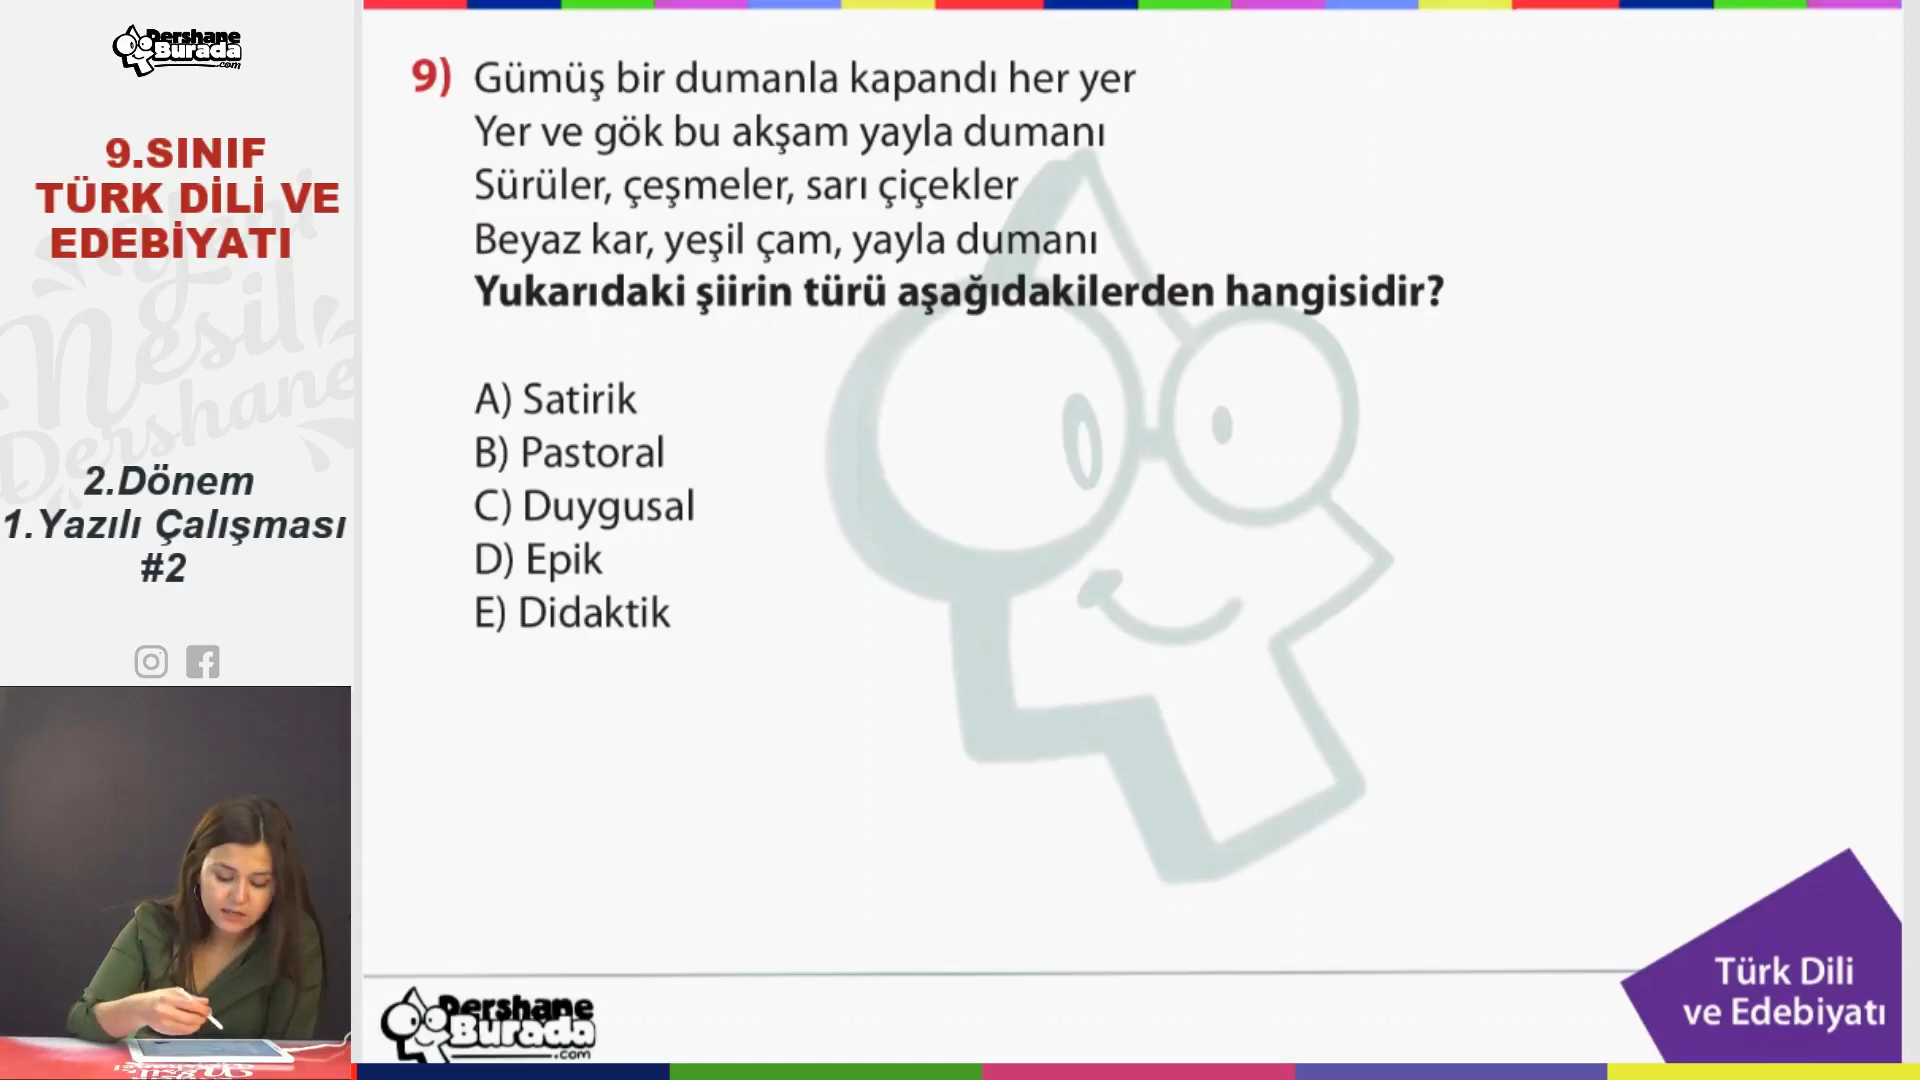 Dershane
Burada
.com
9.SINIF
TÜRK DİLİ VE
EDEBİYATI
Yeni
Nesil
Dershane
2.Dönem
1.Yazılı Çalışması
#2
9) Gümüş bir dumanla kapandı her yer
Yer ve gök bu akşam yayla dumanı
Sürüler, çeşmeler, sarı çiçekler
Beyaz kar, yeşil çam, yayla dumanı
Yukarıdaki şiirin türü aşağıdakilerden hangisidir?
A) Satirik
B) Pastoral
C) Duygusal
D) Epik
E) Didaktik
Dershane
Burada
.com
Türk Dili
ve Edebiyatı